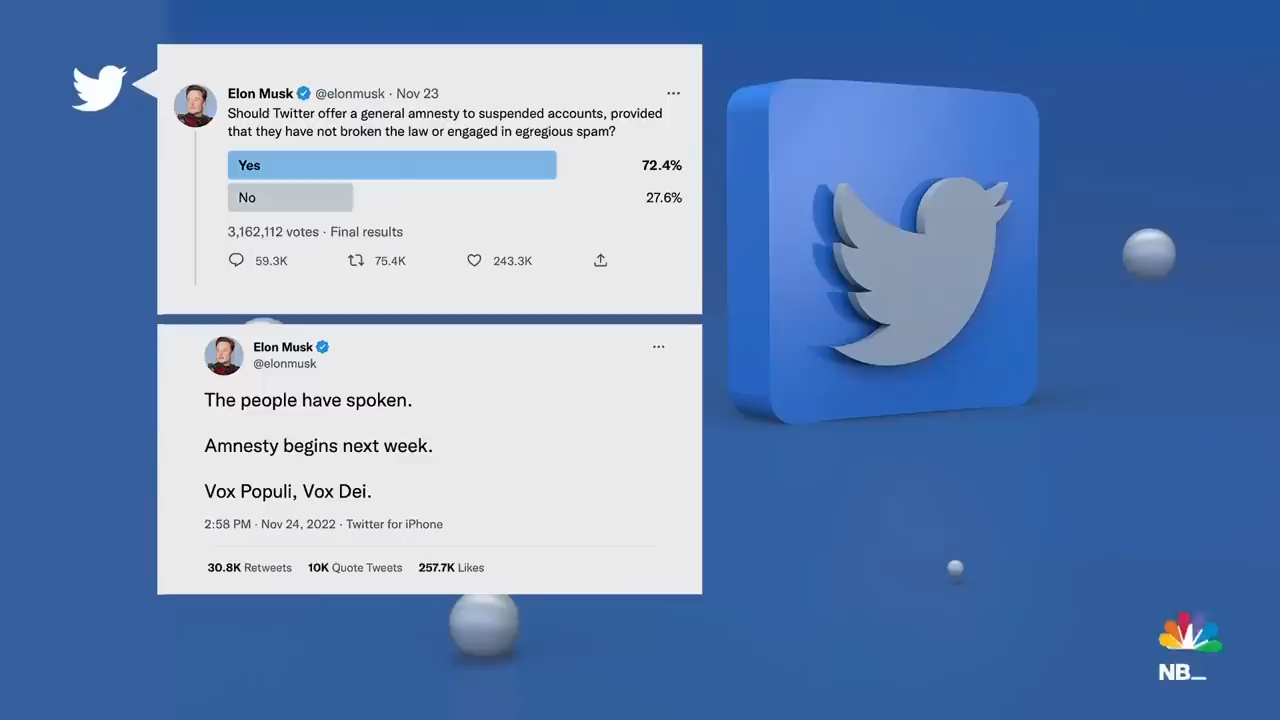 Elon Musk @elonmusk · Nov 23
Should Twitter offer a general amnesty to suspended accounts, provided
that they have not broken the law or engaged in egregious spam?
Yes 72.4%
No 27.6%
3,162,112 votes · Final results
59.3K 75.4K 243.3K
Elon Musk
@elonmusk
The people have spoken.
Amnesty begins next week.
Vox Populi, Vox Dei.
2:58 PM · Nov 24, 2022 · Twitter for iPhone
30.8K Retweets 10K Quote Tweets 257.7K Likes
NB_